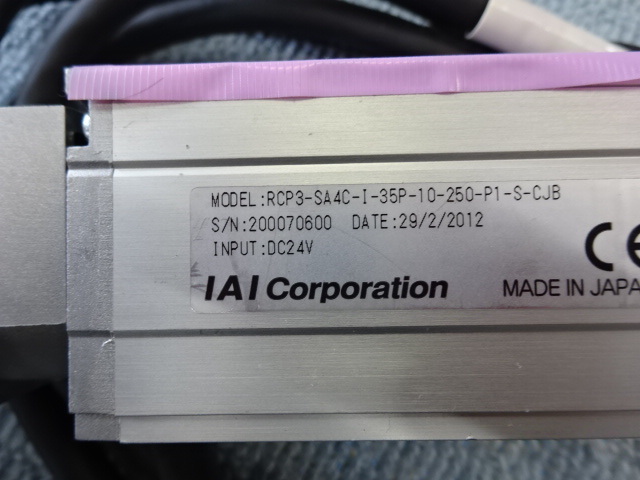 MODEL:RCP3-SA4C-I-35P-10-250-P1-S-CJB
S/N:200070600 DATE:29/2/2012
INPUT:DC24V
CE
IAI Corporation MADE IN JAPA